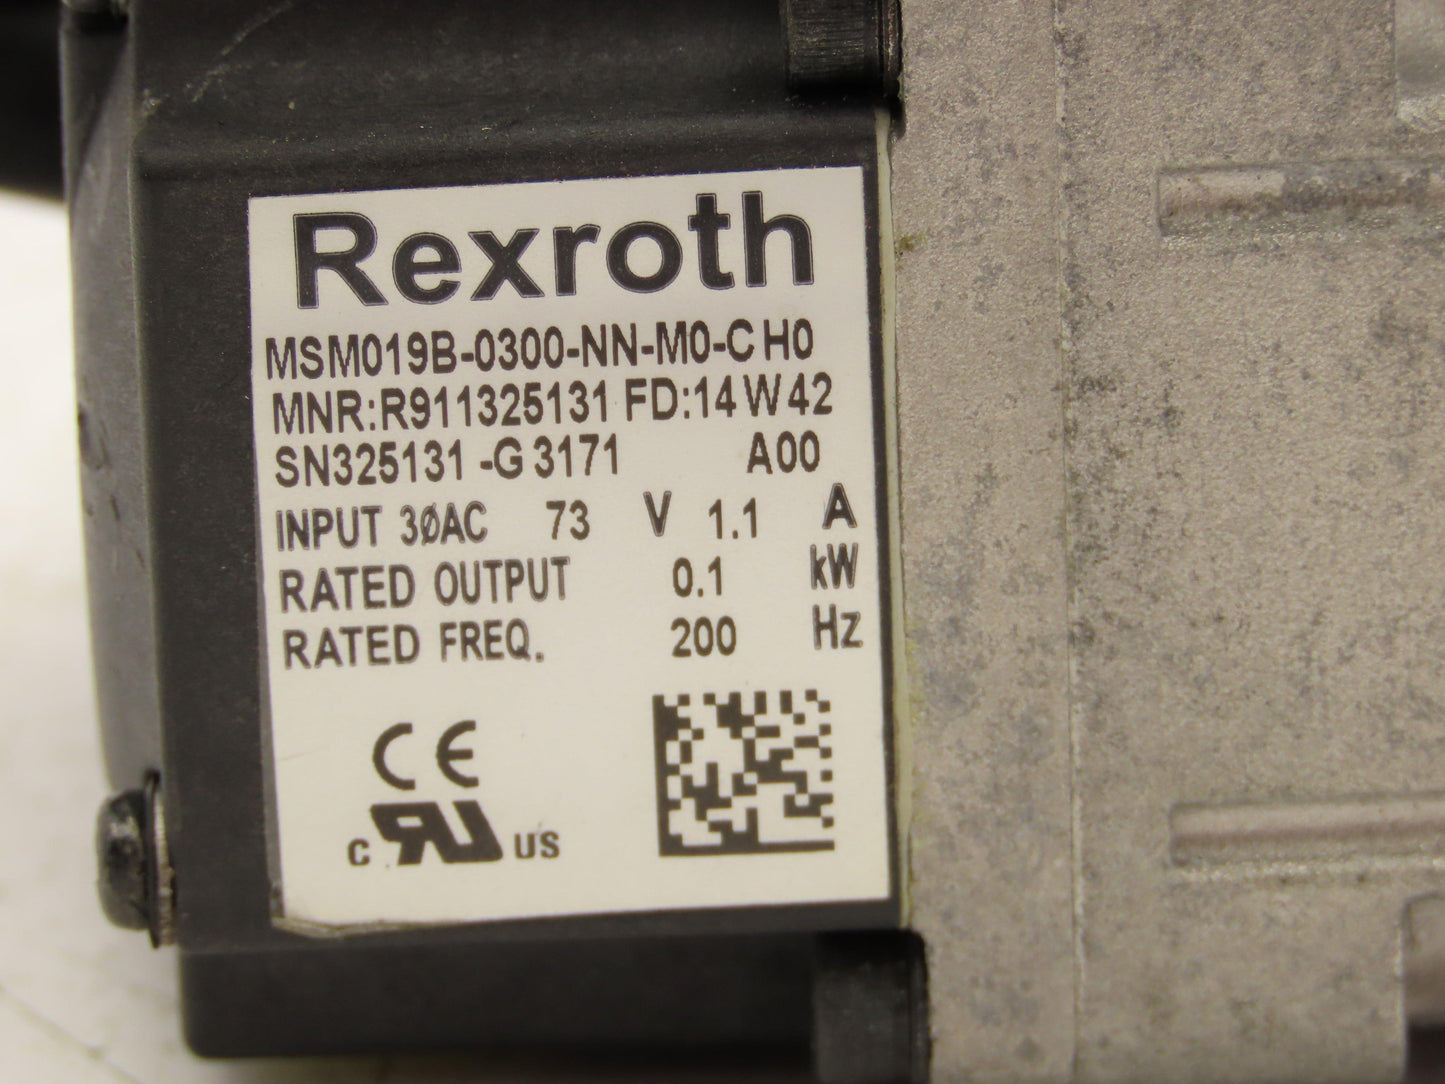 Rexroth
MSM019B-0300-NN-M0-CH0
MNR:R911325131 FD:14W42
SN325131-G3171 A00
INPUT 3ØAC 73 V 1.1 A
RATED OUTPUT 0.1 kW
RATED FREQ. 200 Hz
CE
c RU US